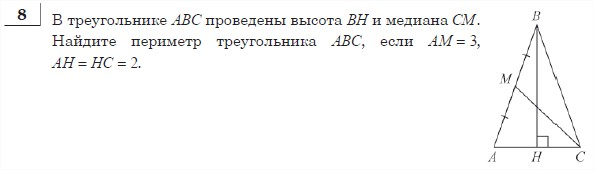 8
В треугольнике ABC проведены высота BH и медиана CM.
Найдите периметр треугольника ABC, если AM = 3,
AH = HC = 2.
B
M
A
H
C